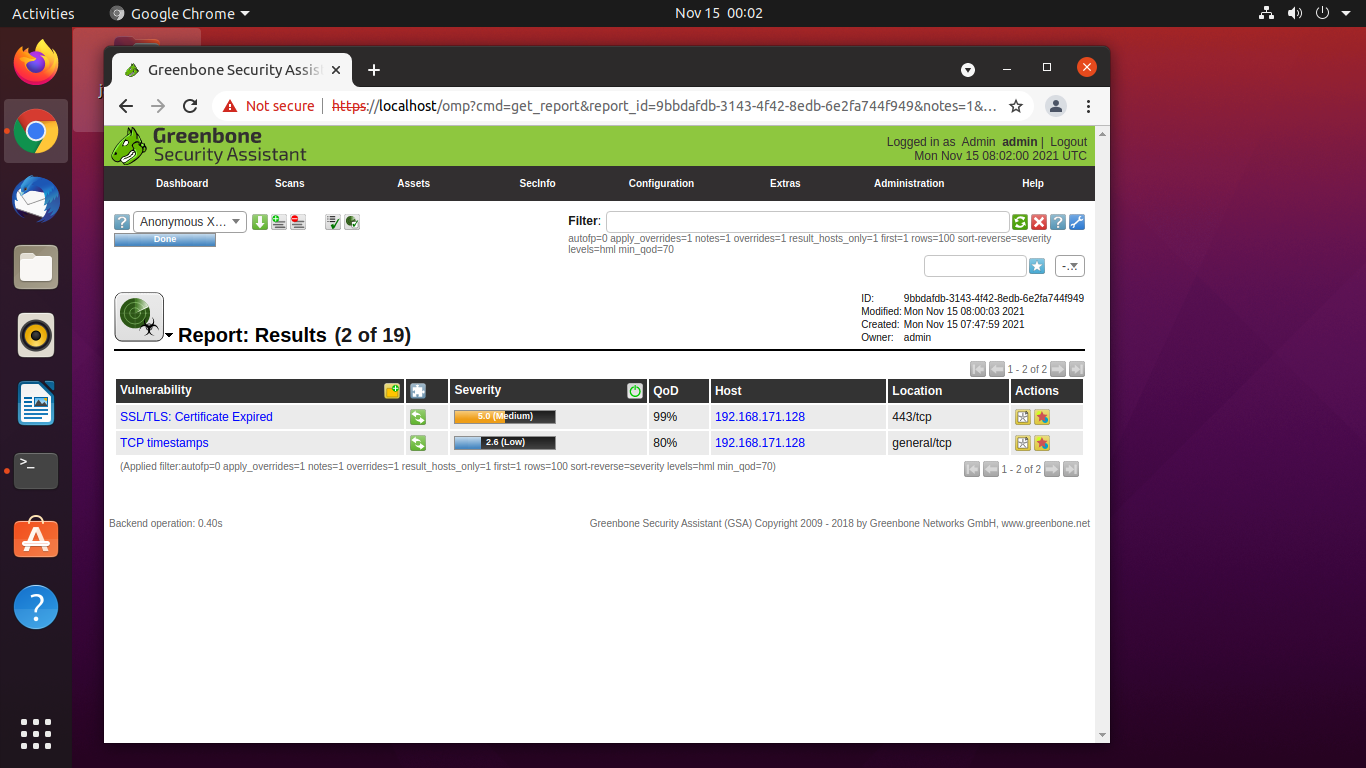 Activities
Google Chrome
Nov 15 00:02
Greenbone Security Assis
Not secure
https://localhost/omp?cmd=get_report&report_id=9bbdafdb-3143-4f42-8edb-6e2fa744f949&notes=1&…
Greenbone
Security Assistant
Logged in as Admin admin | Logout
Mon Nov 15 08:02:00 2021 UTC
Dashboard
Scans
Assets
SecInfo
Configuration
Extras
Administration
Help
Anonymous X…
Done
Filter:
autofp=0 apply_overrides=1 notes=1 overrides=1 result_hosts_only=1 first=1 rows=100 sort-reverse=severity
levels=hml min_qod=70
-...
ID: 9bbdafdb-3143-4f42-8edb-6e2fa744f949
Modified: Mon Nov 15 08:00:03 2021
Created: Mon Nov 15 07:47:59 2021
Owner: admin
Report: Results (2 of 19)
1 - 2 of 2
Vulnerability Severity QoD Host Location Actions
SSL/TLS: Certificate Expired 5.0 (Medium) 99% 192.168.171.128 443/tcp
TCP timestamps 2.6 (Low) 80% 192.168.171.128 general/tcp
(Applied filter:autofp=0 apply_overrides=1 notes=1 overrides=1 result_hosts_only=1 first=1 rows=100 sort-reverse=severity levels=hml min_qod=70)
1 - 2 of 2
Backend operation: 0.40s
Greenbone Security Assistant (GSA) Copyright 2009 - 2018 by Greenbone Networks GmbH, www.greenbone.net